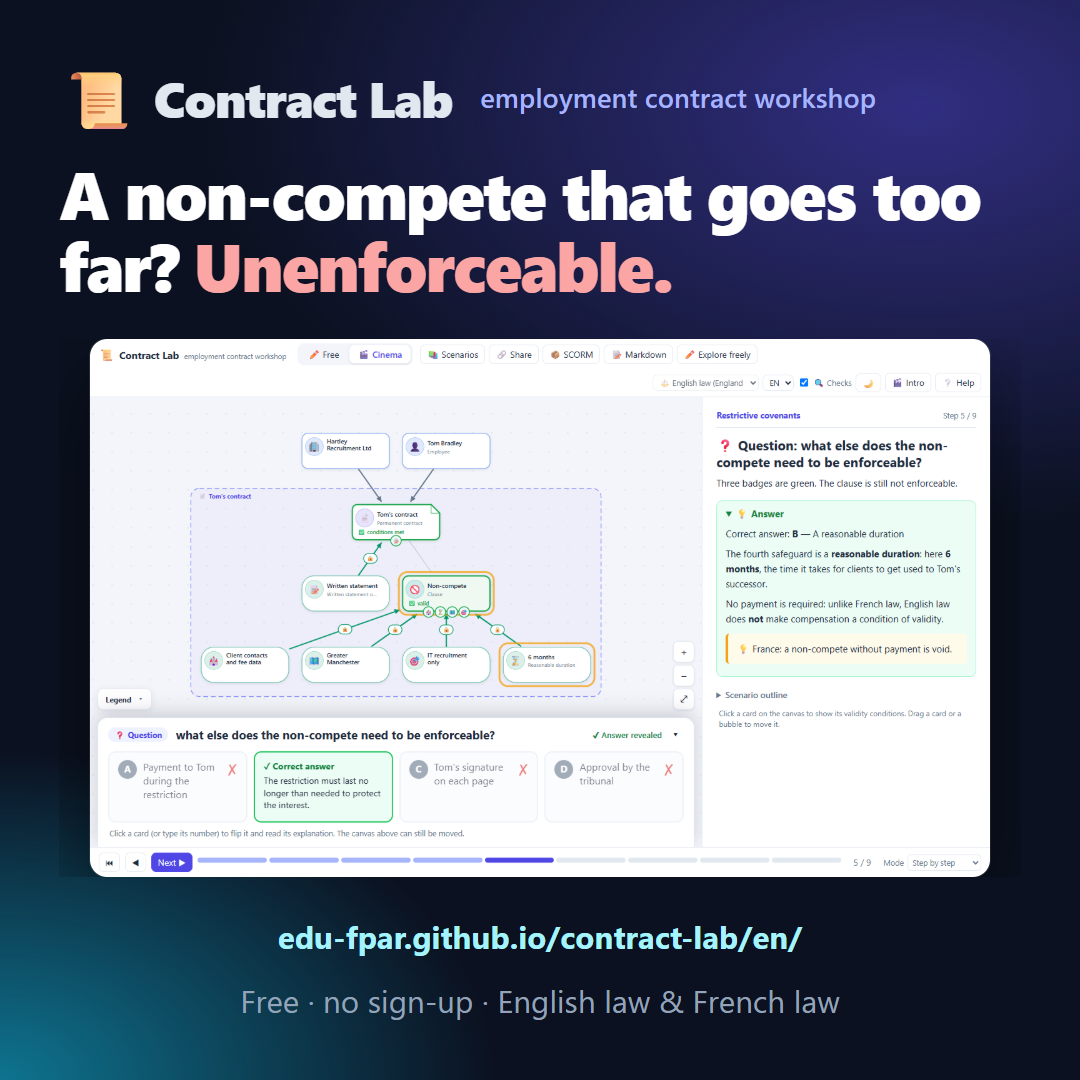 Contract Lab employment contract workshop
A non-compete that goes too
far? Unenforceable.
Contract Lab employment contract workshop
Free
Cinema
Scenarios
Share
SCORM
Markdown
Explore freely
English law (England
EN
Checks
Intro
Help
Hartley
Recruitment Ltd
Tom Bradley
Employee
Tom's contract
Tom's contract
Permanent contract
conditions met
Written statement
Written statement o...
Non-compete
Clause
valid
Client contacts
and fee data
Greater
Manchester
IT recruitment
only
6 months
Reasonable duration
+
−
Legend
Restrictive covenants
Step 5 / 9
Question: what else does the non-
compete need to be enforceable?
Three badges are green. The clause is still not enforceable.
Answer
Correct answer: B — A reasonable duration
The fourth safeguard is a reasonable duration: here 6
months, the time it takes for clients to get used to Tom's
successor.
No payment is required: unlike French law, English law
does not make compensation a condition of validity.
France: a non-compete without payment is void.
Scenario outline
Click a card on the canvas to show its validity conditions. Drag a card or a
bubble to move it.
Question
what else does the non-compete need to be enforceable?
✓ Answer revealed
A
Payment to Tom
during the
restriction
✓ Correct answer
The restriction must last no
longer than needed to protect
the interest.
C
Tom's signature
on each page
D
Approval by the
tribunal
Click a card (or type its number) to flip it and read its explanation. The canvas above can still be moved.
Next
5 / 9
Mode
Step by step
edu-fpar.github.io/contract-lab/en/
Free · no sign-up · English law & French law